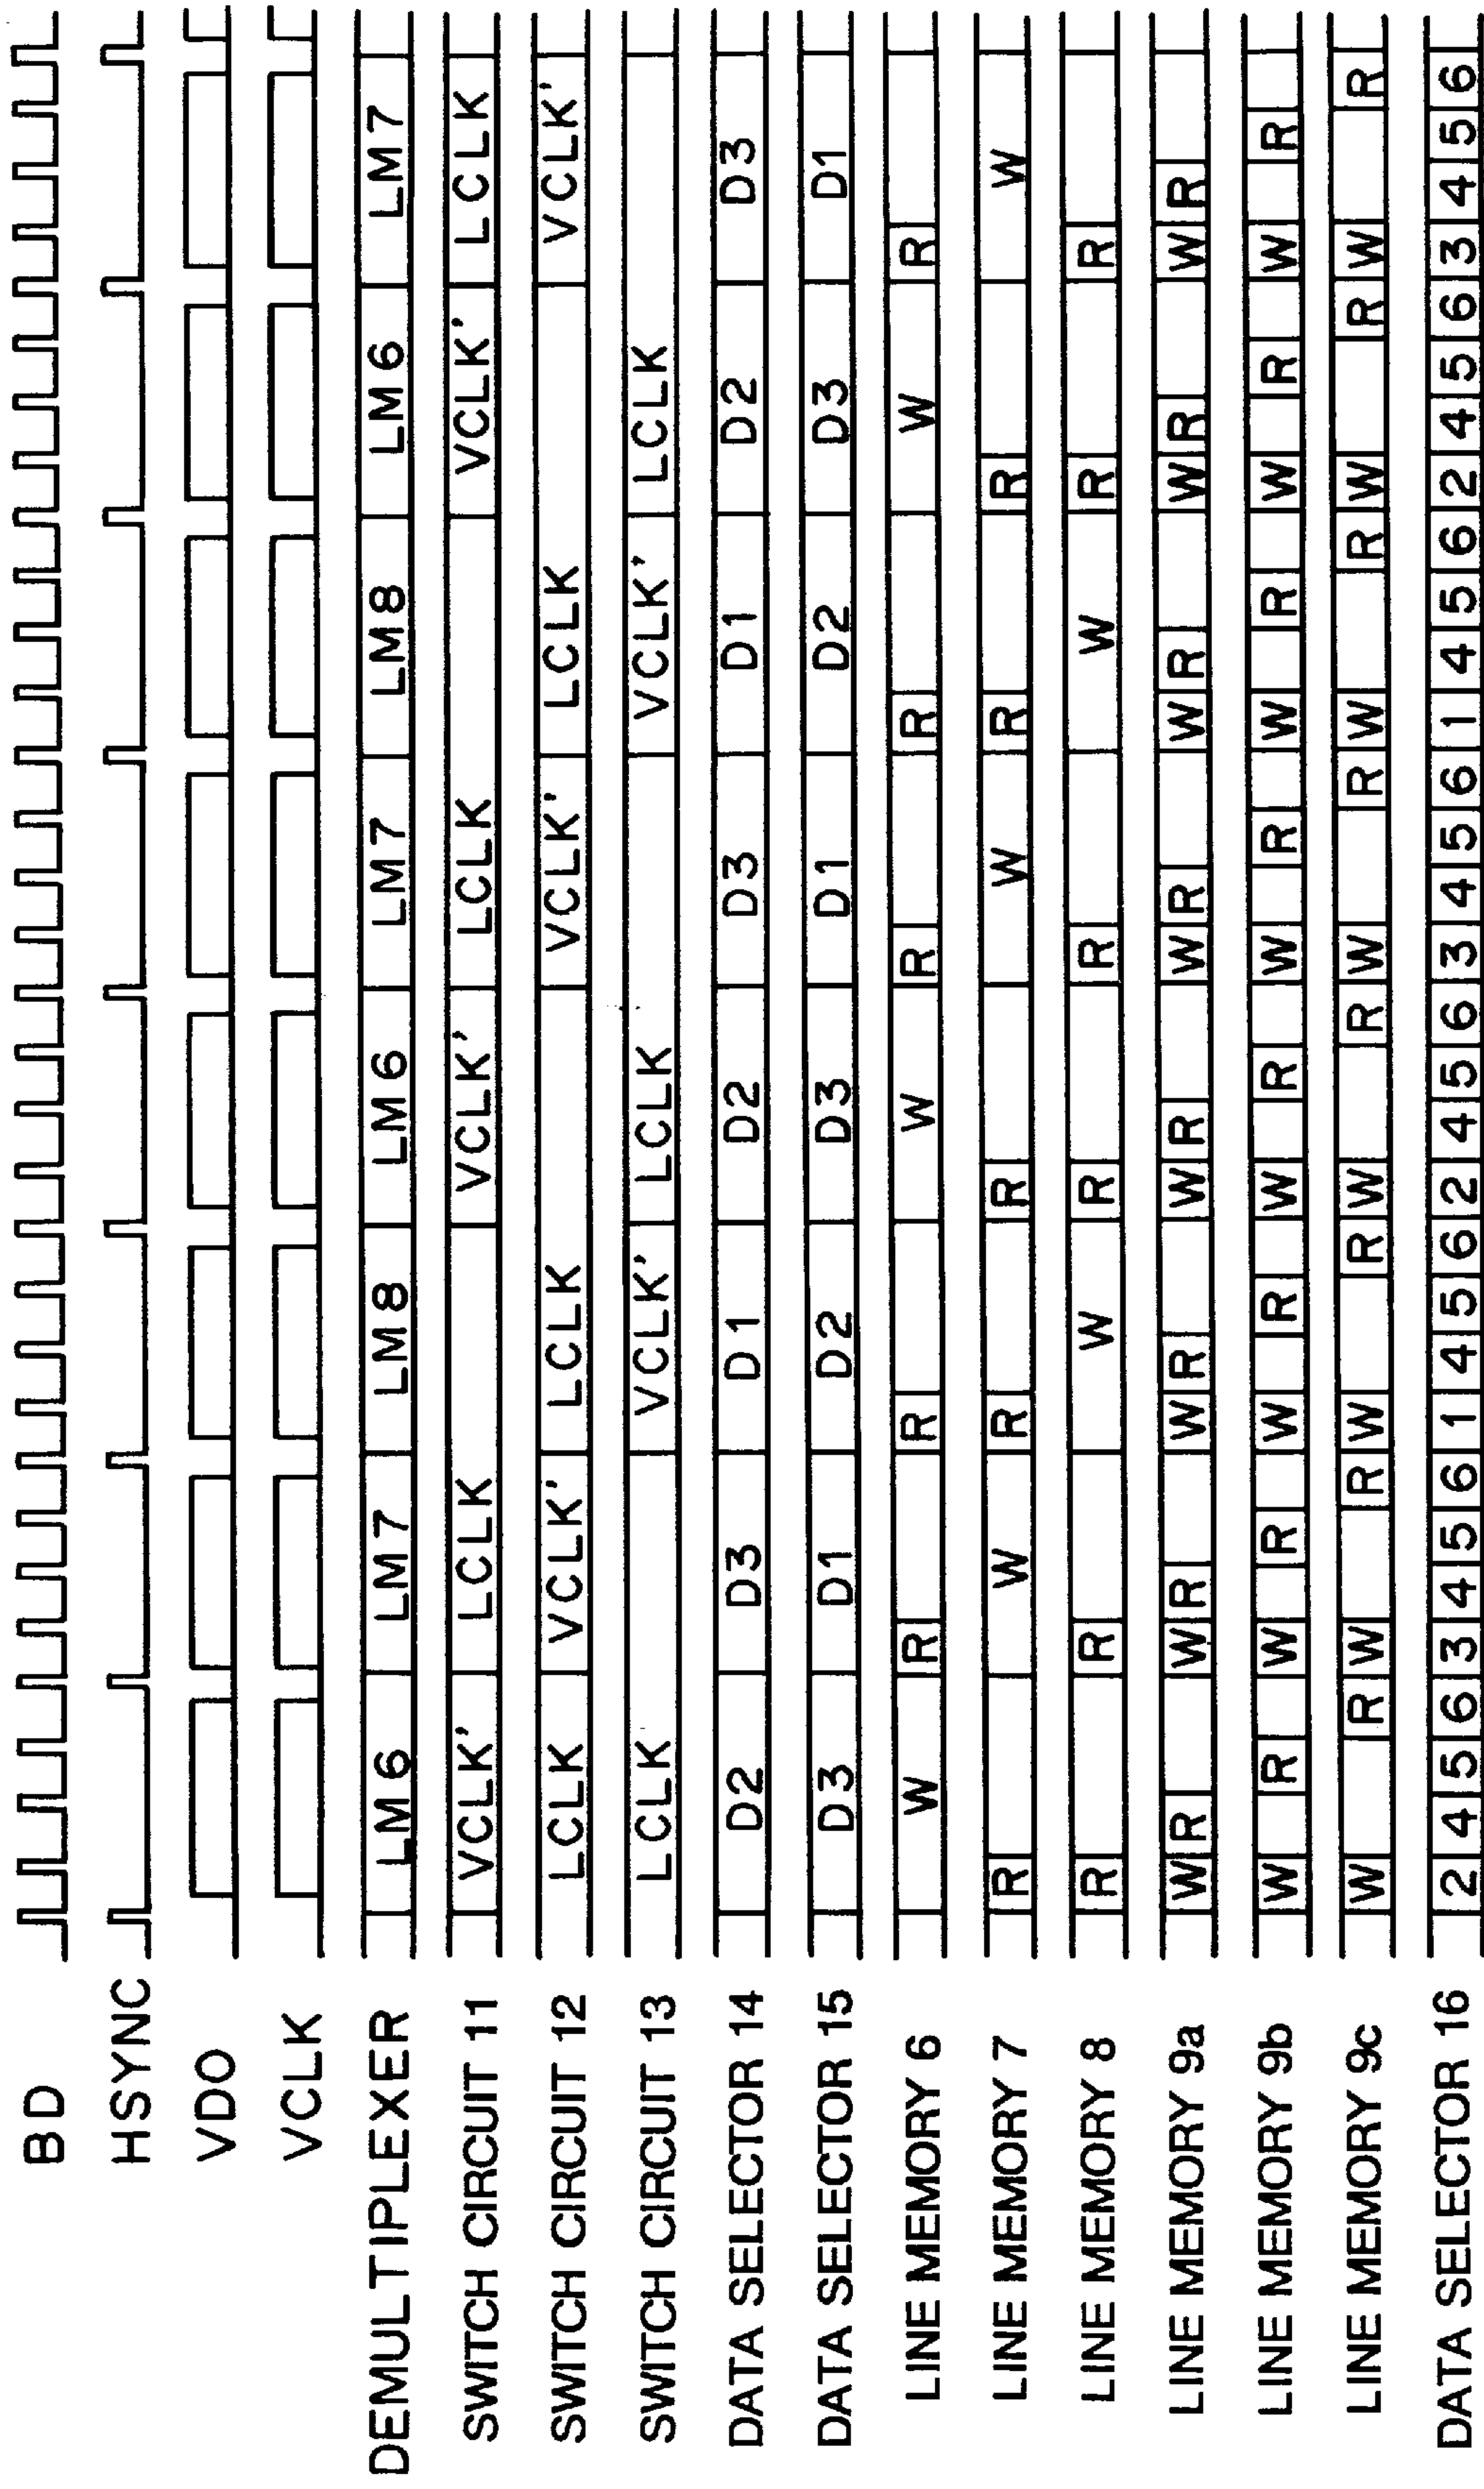 BD
HSYNC
VDO
VCLK
DEMULTIPLEXER LM6 LM7 LM8 LM6 LM7 LM8 LM6 LM7
SWITCH CIRCUIT 11 VCLK' LCLK VCLK' LCLK VCLK' LCLK
SWITCH CIRCUIT 12 LCLK VCLK' LCLK VCLK' LCLK VCLK'
SWITCH CIRCUIT 13 LCLK VCLK' LCLK VCLK' LCLK
DATA SELECTOR 14 D2 D3 D1 D2 D3 D1 D2 D3
DATA SELECTOR 15 D3 D1 D2 D3 D1 D2 D3 D1
LINE MEMORY 6 W R R W R R W R
LINE MEMORY 7 R W R R W R R W
LINE MEMORY 8 R R W R R W R R
LINE MEMORY 9a W R W R W R W R W R W R W R W R
LINE MEMORY 9b W R W R W R W R W R W R W R W R
LINE MEMORY 9c W R W R W R W R W R W R W R W R
DATA SELECTOR 16 2 4 5 6 3 4 5 6 1 4 5 6 2 4 5 6 3 4 5 6 1 4 5 6 2 4 5 6 3 4 5 6